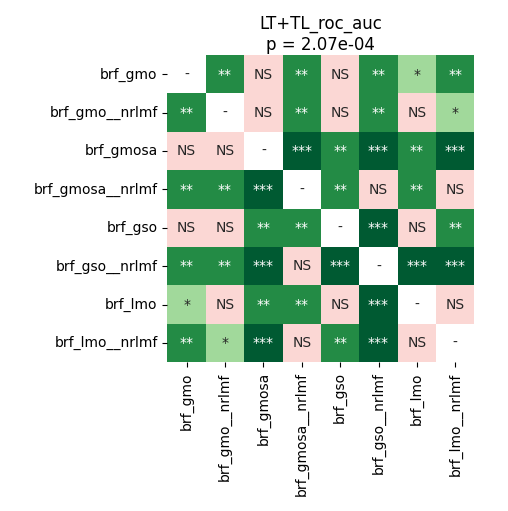 LT+TL_roc_auc
p = 2.07e-04
brf_gmo - ** NS ** NS ** * **
brf_gmo__nrlmf ** - NS ** NS ** NS *
brf_gmosa NS NS - *** ** *** ** ***
brf_gmosa__nrlmf ** ** *** - ** NS ** NS
brf_gso NS NS ** ** - *** NS **
brf_gso__nrlmf ** ** *** NS *** - *** ***
brf_lmo * NS ** ** NS *** - NS
brf_lmo__nrlmf ** * *** NS ** *** NS -
brf_gmo
brf_gmo__nrlmf
brf_gmosa
brf_gmosa__nrlmf
brf_gso
brf_gso__nrlmf
brf_lmo
brf_lmo__nrlmf